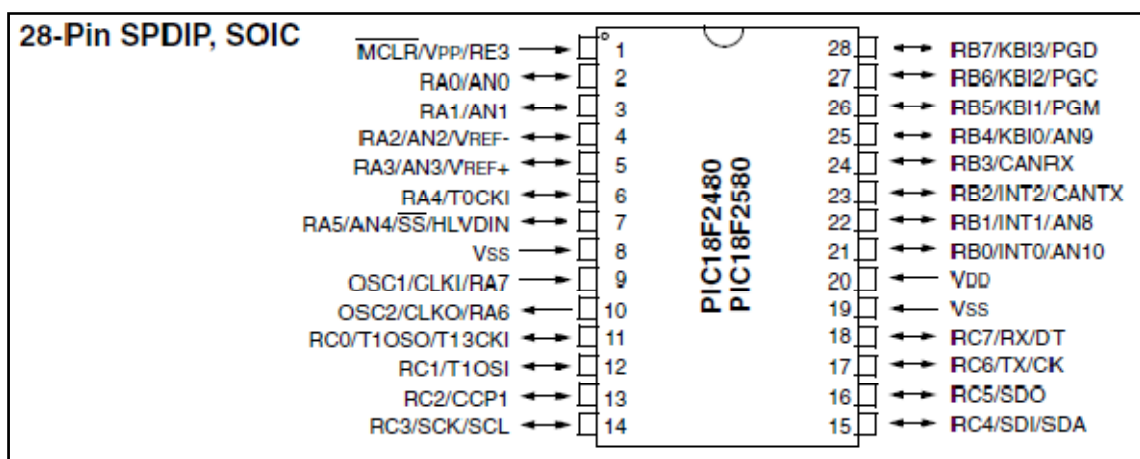 28-Pin SPDIP, SOIC
MCLR/VPP/RE3 1
RA0/AN0 2
RA1/AN1 3
RA2/AN2/VREF- 4
RA3/AN3/VREF+ 5
RA4/T0CKI 6
RA5/AN4/SS/HLVDIN 7
VSS 8
OSC1/CLKI/RA7 9
OSC2/CLKO/RA6 10
RC0/T1OSO/T13CKI 11
RC1/T1OSI 12
RC2/CCP1 13
RC3/SCK/SCL 14
PIC18F2480
PIC18F2580
28 RB7/KBI3/PGD
27 RB6/KBI2/PGC
26 RB5/KBI1/PGM
25 RB4/KBI0/AN9
24 RB3/CANRX
23 RB2/INT2/CANTX
22 RB1/INT1/AN8
21 RB0/INT0/AN10
20 VDD
19 VSS
18 RC7/RX/DT
17 RC6/TX/CK
16 RC5/SDO
15 RC4/SDI/SDA